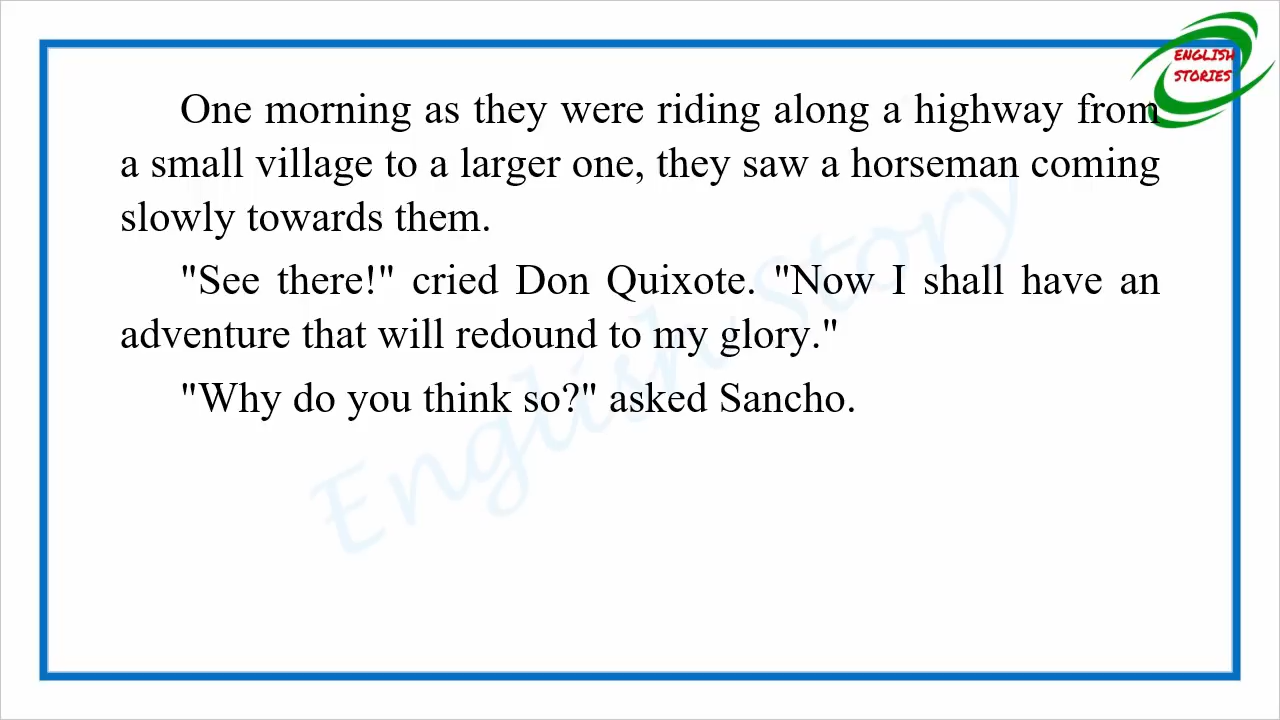 ENGLISH
STORIES
One morning as they were riding along a highway from
a small village to a larger one, they saw a horseman coming
slowly towards them.
"See there!" cried Don Quixote. "Now I shall have an
adventure that will redound to my glory."
"Why do you think so?" asked Sancho.
English Story